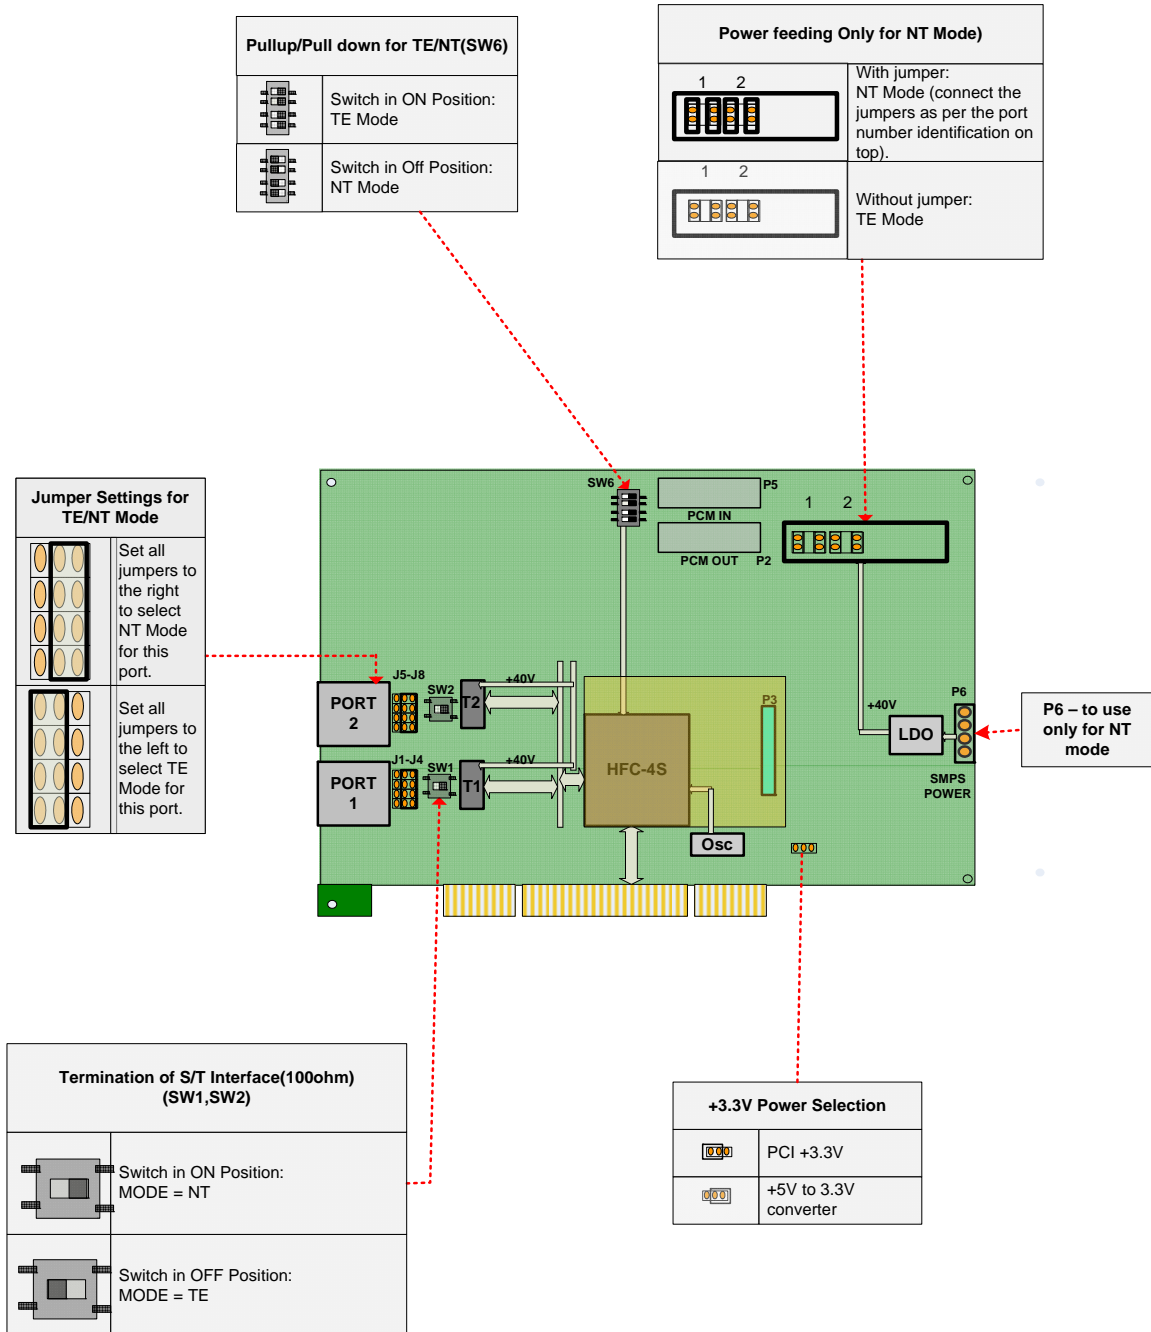 Pullup/Pull down for TE/NT(SW6)
Switch in ON Position:
TE Mode
Switch in Off Position:
NT Mode
Power feeding Only for NT Mode)
1 2
With jumper:
NT Mode (connect the
jumpers as per the port
number identification on
top).
1 2
Without jumper:
TE Mode
Jumper Settings for
TE/NT Mode
Set all
jumpers to
the right
to select
NT Mode
for this
port.
Set all
jumpers to
the left to
select TE
Mode for
this port.
SW6
P5
PCM IN
PCM OUT P2
1 2
J5-J8
SW2
+40V
PORT
2
T2
J1-J4
SW1
+40V
PORT
1
T1
HFC-4S
P3
Osc
+40V
LDO
P6
SMPS
POWER
P6 – to use
only for NT
mode
Termination of S/T Interface(100ohm)
(SW1,SW2)
Switch in ON Position:
MODE = NT
Switch in OFF Position:
MODE = TE
+3.3V Power Selection
PCI +3.3V
+5V to 3.3V
converter